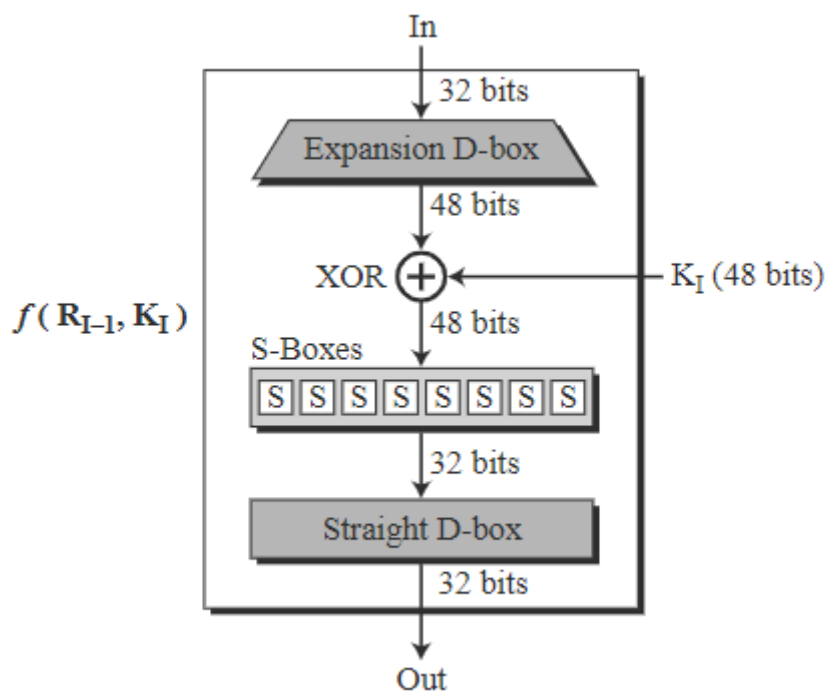 In
32 bits
Expansion D-box
48 bits
XOR
K_I (48 bits)
f( R_I–1, K_I )
48 bits
S-Boxes
S S S S S S S S
32 bits
Straight D-box
32 bits
Out